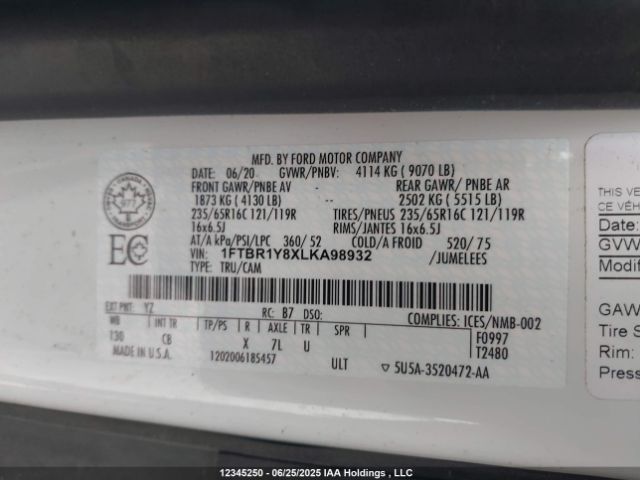 MFD. BY FORD MOTOR COMPANY
DATE: 06/20 GVWR/PNBV: 4114 KG ( 9070 LB)
FRONT GAWR/PNBE AV - REAR GAWR/ PNBE AR
1873 KG ( 4130 LB) -- 2502 KG ( 5515 LB)
235/65R16C 121/119R TIRES/PNEUS 235/65R16C 121/119R
16x6.5J RIMS/JANTES 16x6.5J
AT/A kPa/PSI/LPC 360/ 52 COLD/A FROID 520/ 75
VIN: 1FTBR1Y8XLKA98932 /JUMELEES
TYPE: TRU/CAM
EC
EXT PNT: YZ RC: B7 DSO: COMPLIES: ICES/NMB-002
WB INT TR TP/PS R AXLE TR SPR F0997
130 CB X 7L U T2480
MADE IN U.S.A. 1202006185457 ULT ▽ 5U5A-3520472-AA
THIS VE
CE VÉH
Date:
GVW
Modif
GAW
Tire S
Rim:
Press
12345250 - 06/25/2025 IAA Holdings , LLC